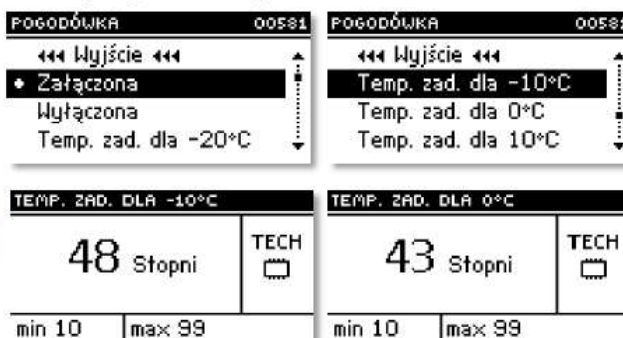 POGODÓWKA 00581
◄◄◄ Wyjście ◄◄◄
• Załączona
Wyłączona
Temp. zad. dla -20°C
POGODÓWKA 00581
◄◄◄ Wyjście ◄◄◄
Temp. zad. dla -10°C
Temp. zad. dla 0°C
Temp. zad. dla 10°C
TEMP. ZAD. DLA -10°C
48 Stopni
TECH
min 10 max 99
TEMP. ZAD. DLA 0°C
43 Stopni
TECH
min 10 max 99